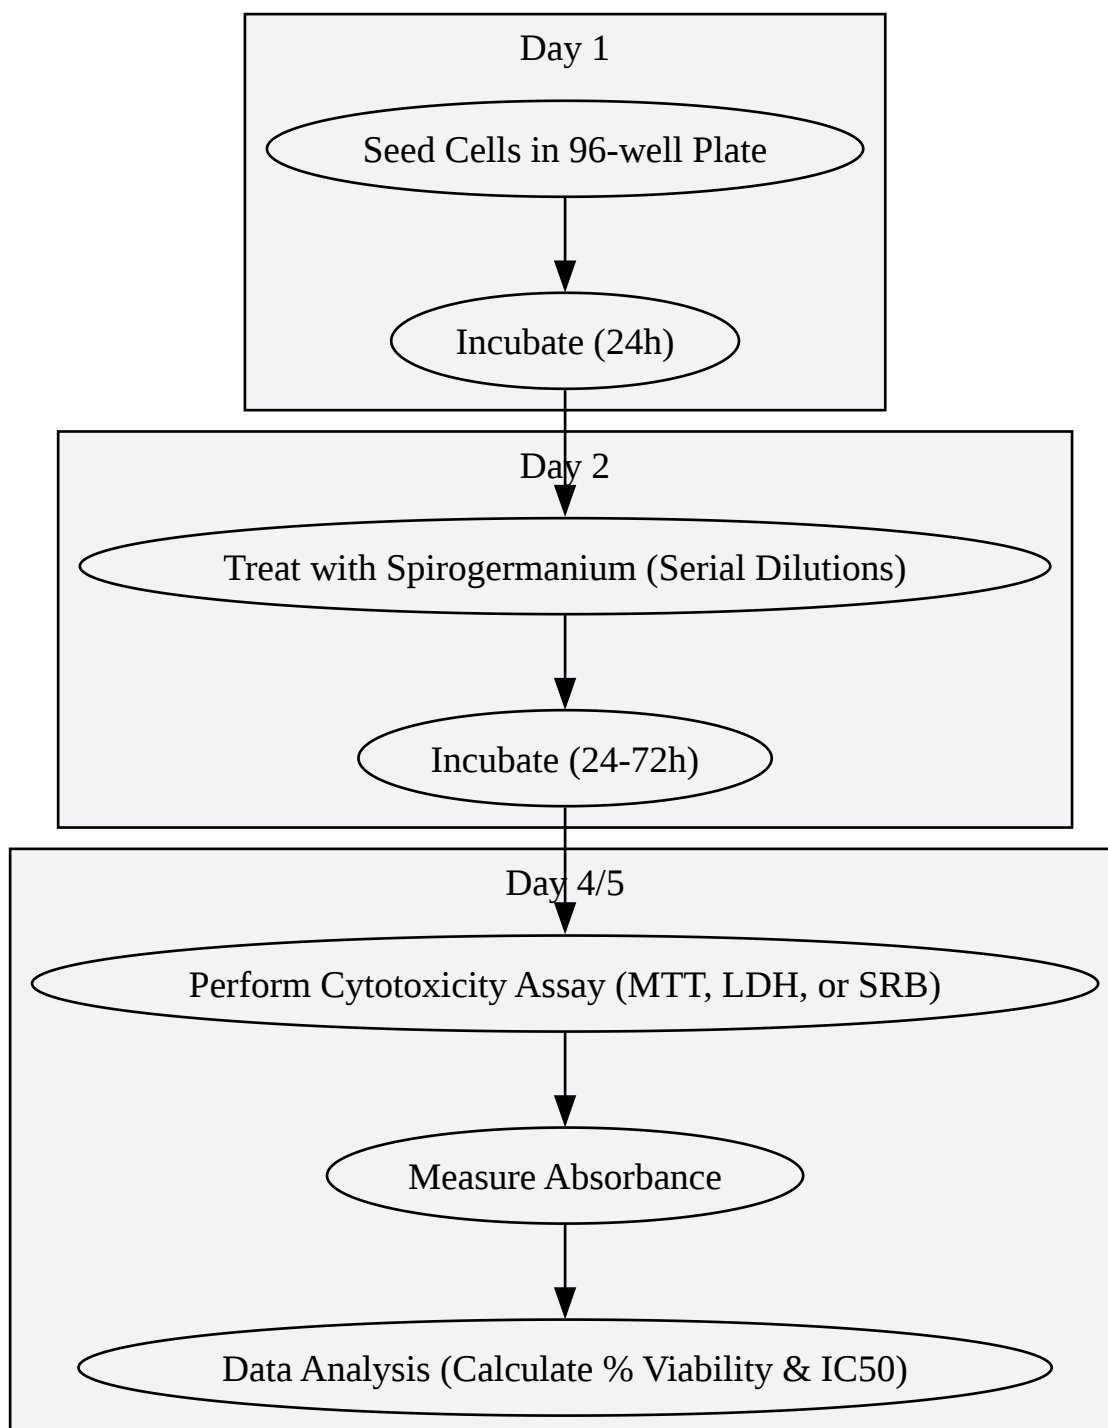 Day 1
Seed Cells in 96-well Plate
Incubate (24h)
Day 2
Treat with Spirogermanium (Serial Dilutions)
Incubate (24-72h)
Day 4/5
Perform Cytotoxicity Assay (MTT, LDH, or SRB)
Measure Absorbance
Data Analysis (Calculate % Viability & IC50)